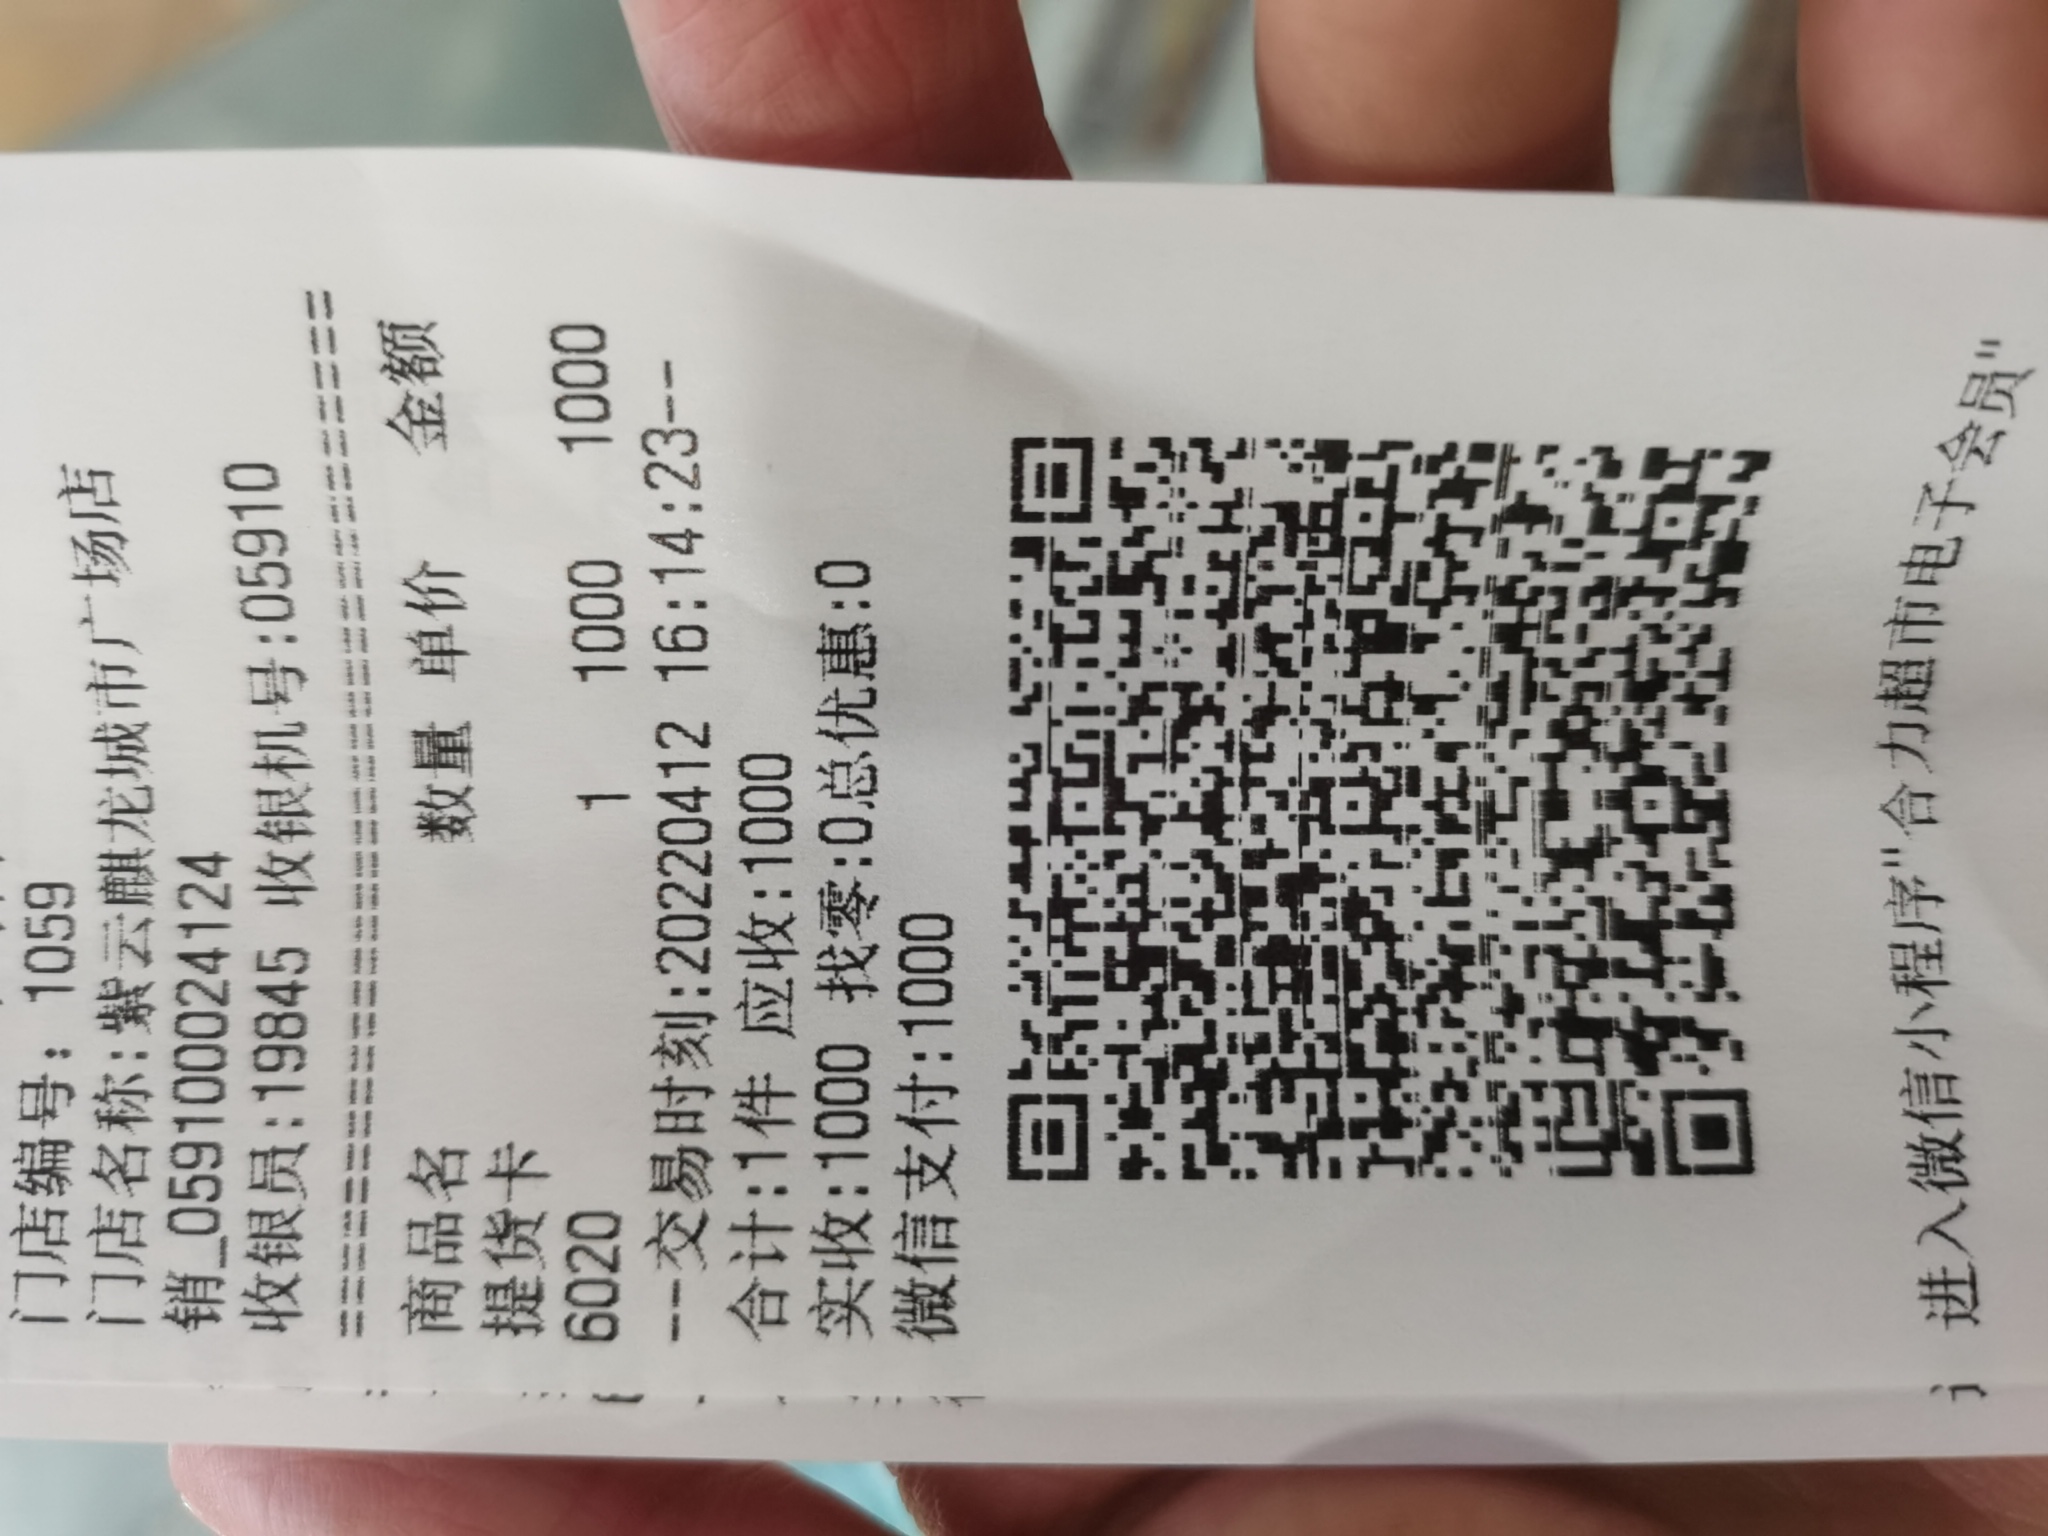 门店编号: 1059
门店名称:紫云麒龙城市广场店
销_0591000024124
收银员:19845 收银机号:05910
商品名 数量 单价 金额
提货卡
6020 1 1000 1000
---交易时刻:20220412 16:14:23---
合计:1件 应收:1000
实收:1000 找零:0总优惠:0
微信支付:1000
进入微信小程序"合力超市电子会员"